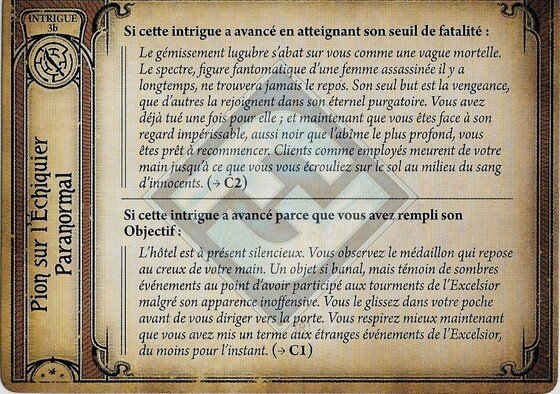 INTRIGUE
3b
Pion sur l'Échiquier
Paranormal
Si cette intrigue a avancé en atteignant son seuil de fatalité :
Le gémissement lugubre s'abat sur vous comme une vague mortelle.
Le spectre, figure fantomatique d'une femme assassinée il y a
longtemps, ne trouvera jamais le repos. Son seul but est la vengeance,
que d'autres la rejoignent dans son éternel purgatoire. Vous avez
déjà tué une fois pour elle ; et maintenant que vous êtes face à son
regard impérissable, aussi noir que l'abîme le plus profond, vous
êtes prêt à recommencer. Clients comme employés meurent de votre
main jusqu'à ce que vous vous écrouliez sur le sol au milieu du sang
d'innocents. (→ C2)
Si cette intrigue a avancé parce que vous avez rempli son
Objectif :
L'hôtel est à présent silencieux. Vous observez le médaillon qui repose
au creux de votre main. Un objet si banal, mais témoin de sombres
événements au point d'avoir participé aux tourments de l'Excelsior
malgré son apparence inoffensive. Vous le glissez dans votre poche
avant de vous diriger vers la porte. Vous respirez mieux maintenant
que vous avez mis un terme aux étranges événements de l'Excelsior,
du moins pour l'instant. (→ C1)